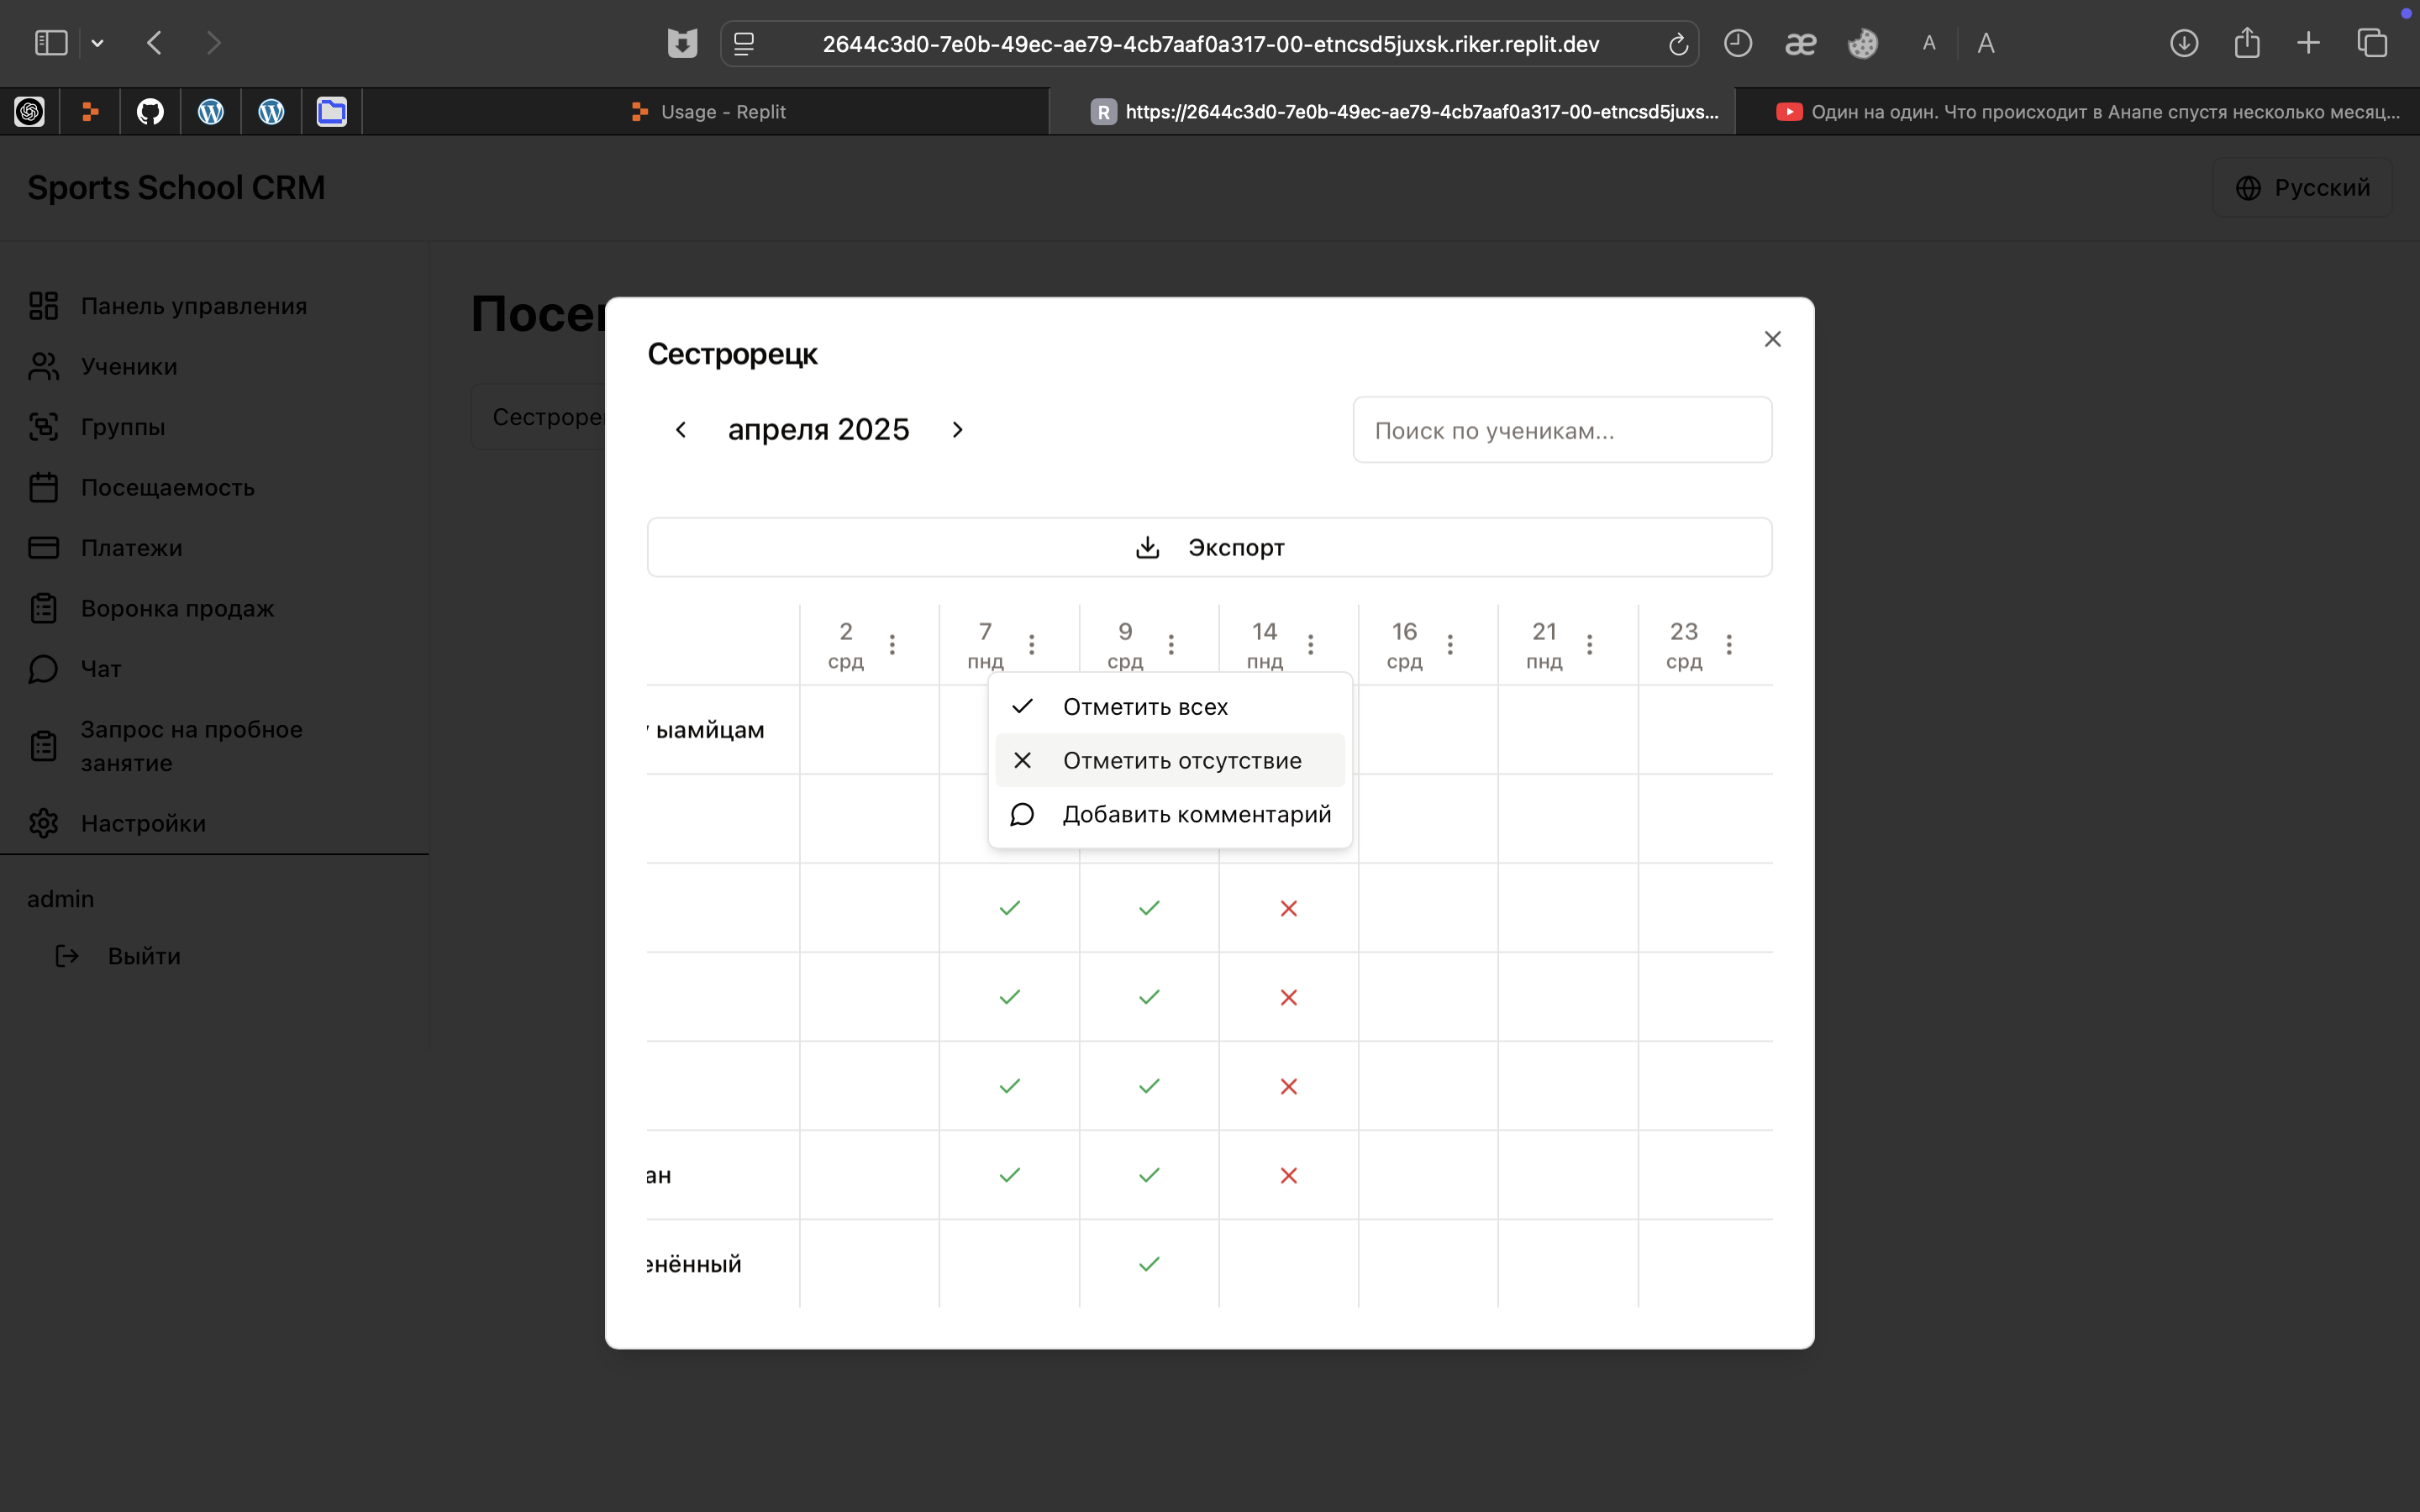 2644c3d0-7e0b-49ec-ae79-4cb7aaf0a317-00-etncsd5juxsk.riker.replit.dev
A A
Usage - Replit
R https://2644c3d0-7e0b-49ec-ae79-4cb7aaf0a317-00-etncsd5juxs...
Один на один. Что происходит в Анапе спустя несколько месяц...
Sports School CRM
Русский
Панель управления
Ученики
Группы
Посещаемость
Платежи
Воронка продаж
Чат
Запрос на пробное
занятие
Настройки
admin
Выйти
Сестрорецк
апреля 2025
Поиск по ученикам...
Экспорт
2 7 9 14 16 21 23
срд пнд срд пнд срд пнд срд
ыамйцам
Отметить всех
Отметить отсутствие
Добавить комментарий
ан
енённый